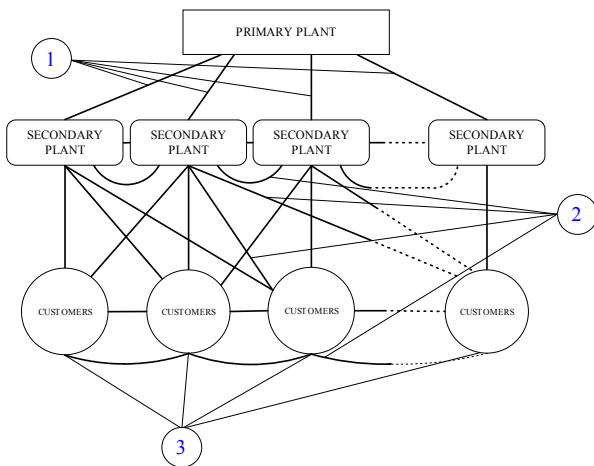 PRIMARY PLANT
1
SECONDARY
PLANT
SECONDARY
PLANT
SECONDARY
PLANT
SECONDARY
PLANT
2
CUSTOMERS
CUSTOMERS
CUSTOMERS
CUSTOMERS
3